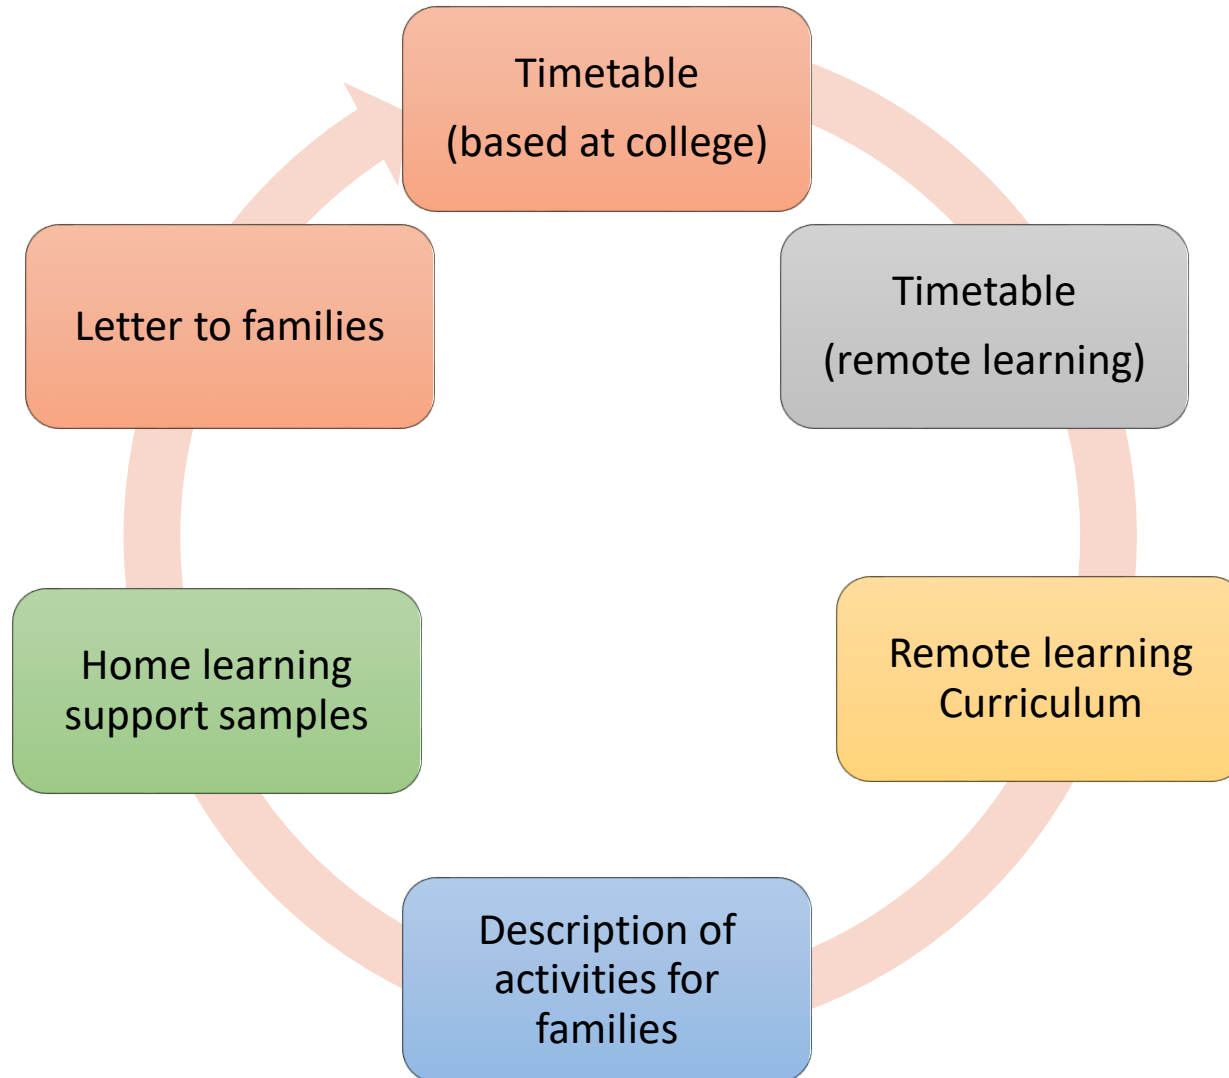 Timetable
(based at college)
Timetable
(remote learning)
Remote learning
Curriculum
Description of
activities for
families
Home learning
support samples
Letter to families